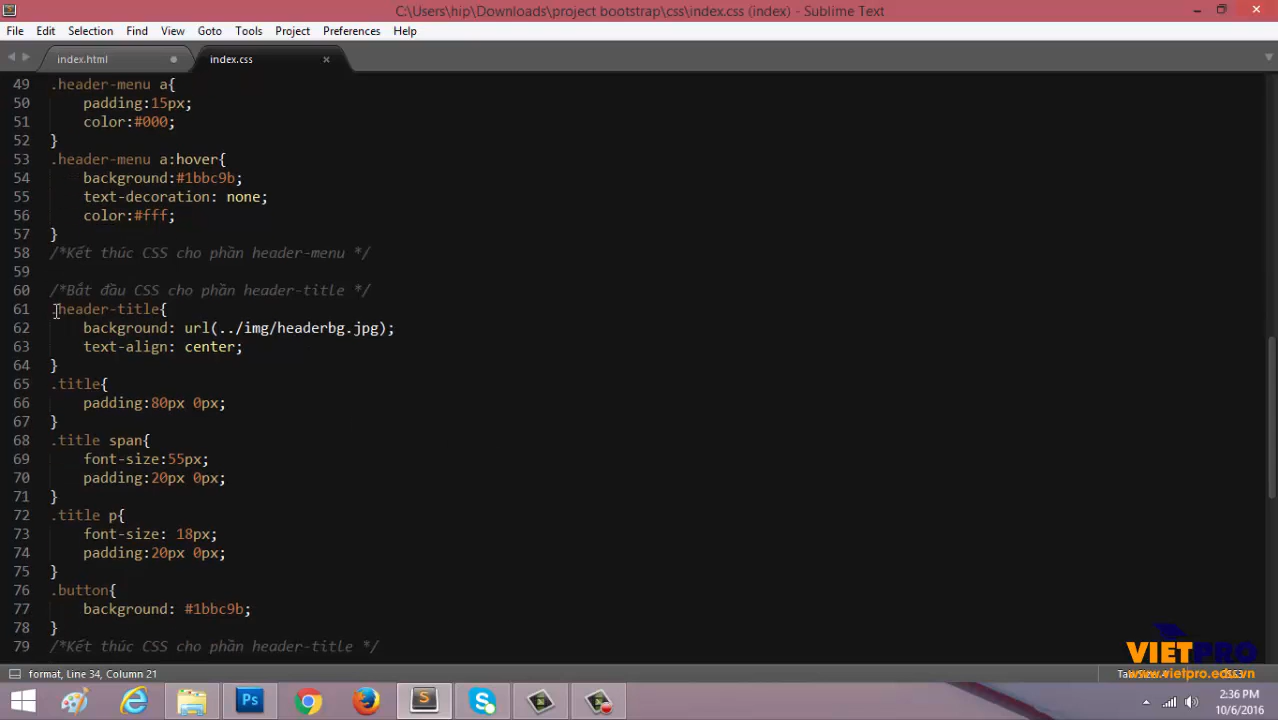 C:\Users\hip\Downloads\project bootstrap\css\index.css (index) - Sublime Text
File Edit Selection Find View Goto Tools Project Preferences Help
index.html index.css
49 .header-menu a{
50 padding:15px;
51 color:#000;
52 }
53 .header-menu a:hover{
54 background:#1bbc9b;
55 text-decoration: none;
56 color:#fff;
57 }
58 /*Kết thúc CSS cho phần header-menu */
59
60 /*Bắt đầu CSS cho phần header-title */
61 .header-title{
62 background: url(../img/headerbg.jpg);
63 text-align: center;
64 }
65 .title{
66 padding:80px 0px;
67 }
68 .title span{
69 font-size:55px;
70 padding:20px 0px;
71 }
72 .title p{
73 font-size: 18px;
74 padding:20px 0px;
75 }
76 .button{
77 background: #1bbc9b;
78 }
79 /*Kết thúc CSS cho phần header-title */
VIETPRO
www.vietpro.edu.vn
format, Line 34, Column 21
2:36 PM
10/6/2016